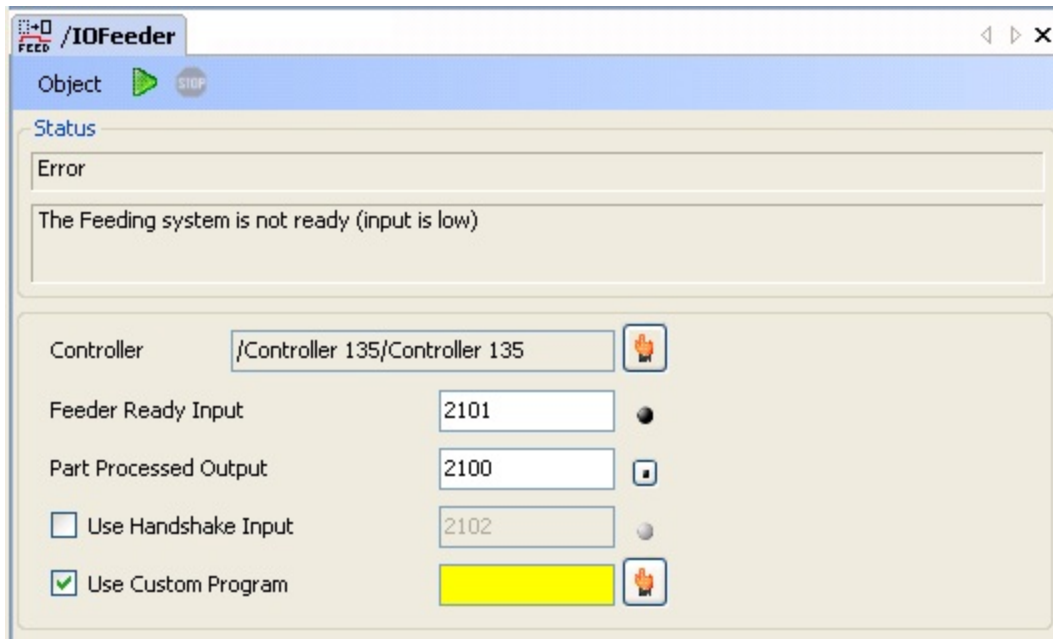 FEED /IOFeeder
Object STOP
Status
Error
The Feeding system is not ready (input is low)
Controller /Controller 135/Controller 135
Feeder Ready Input 2101
Part Processed Output 2100
Use Handshake Input 2102
Use Custom Program